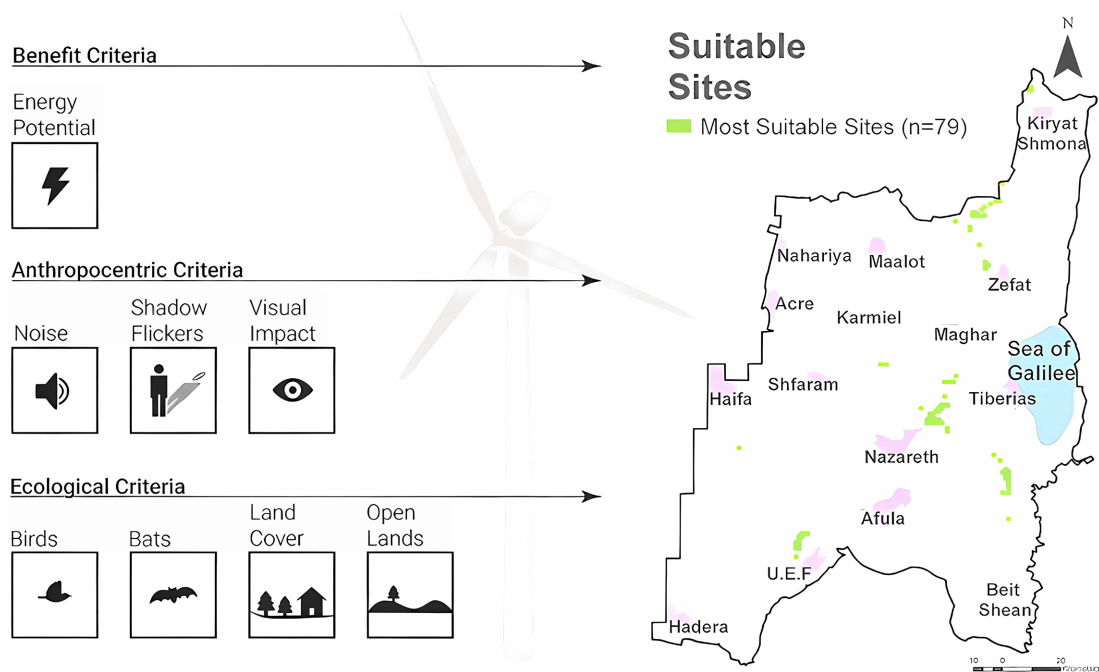 Benefit Criteria
Energy
Potential
Anthropocentric Criteria
Noise
Shadow
Flickers
Visual
Impact
Ecological Criteria
Birds
Bats
Land
Cover
Open
Lands
Suitable
Sites
Most Suitable Sites (n=79)
N
Kiryat
Shmona
Nahariya
Maalot
Zefat
Acre
Karmiel
Maghar
Sea of
Galilee
Shfaram
Haifa
Tiberias
Nazareth
Afula
U.E.F
Beit
Shean
Hadera
10 0 20